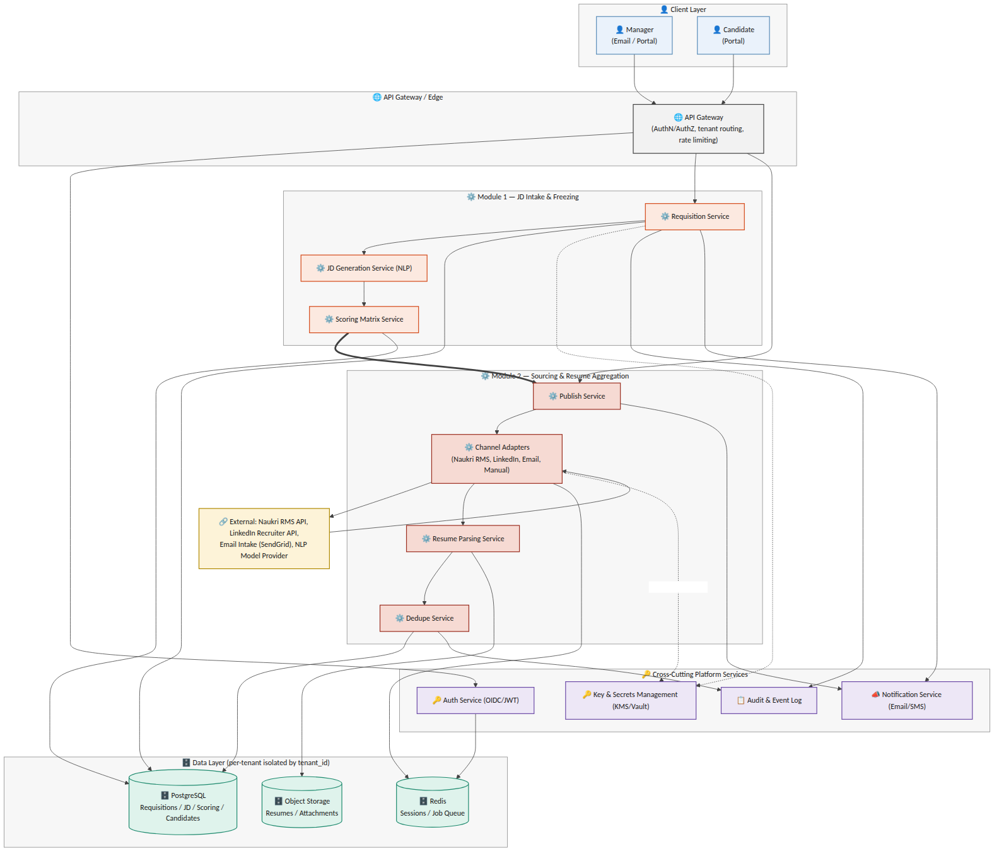 Client Layer
Manager
(Email / Portal)
Candidate
(Portal)
API Gateway / Edge
API Gateway
(AuthN/AuthZ, tenant routing,
rate limiting)
Module 1 — JD Intake & Freezing
Requisition Service
JD Generation Service (NLP)
Scoring Matrix Service
Module 2 — Sourcing & Resume Aggregation
Publish Service
Channel Adapters
(Naukri RMS, LinkedIn, Email,
Manual)
External: Naukri RMS API,
LinkedIn Recruiter API,
Email Intake (SendGrid), NLP
Model Provider
Resume Parsing Service
Dedupe Service
Cross-Cutting Platform Services
Auth Service (OIDC/JWT)
Key & Secrets Management
(KMS/Vault)
Audit & Event Log
Notification Service
(Email/SMS)
Data Layer (per-tenant isolated by tenant_id)
PostgreSQL
Requisitions / JD / Scoring /
Candidates
Object Storage
Resumes / Attachments
Redis
Sessions / Job Queue